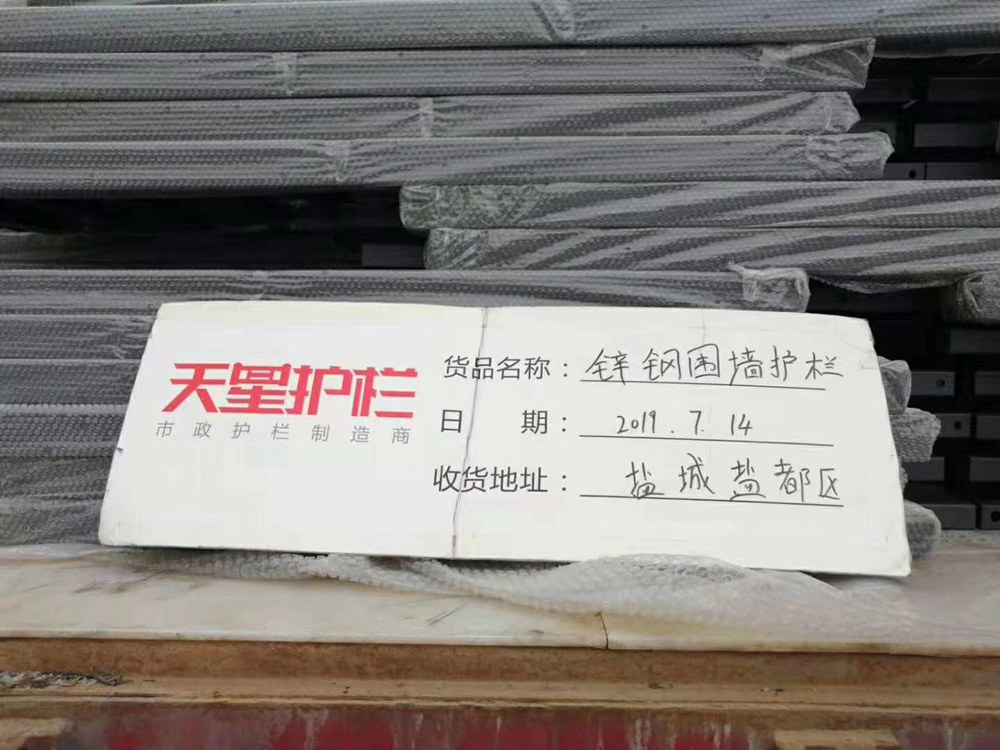 天星护栏
市政护栏制造商
货品名称：锌钢围墙护栏
日期：2019.7.14
收货地址：盐城盐都区